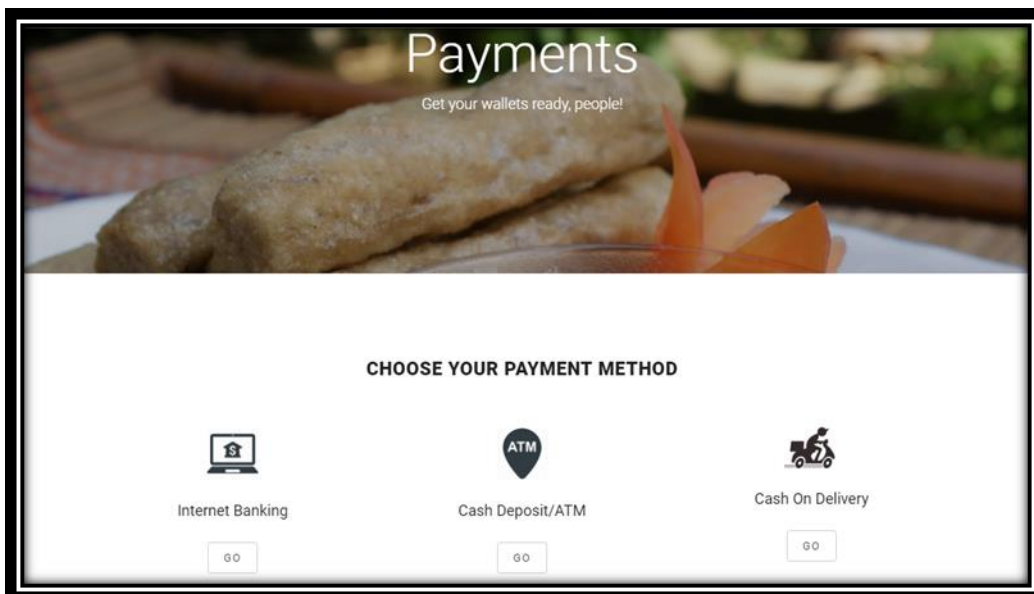 Payments
Get your wallets ready, people!
CHOOSE YOUR PAYMENT METHOD
$
ATM
Internet Banking
Cash Deposit/ATM
Cash On Delivery
GO
GO
GO